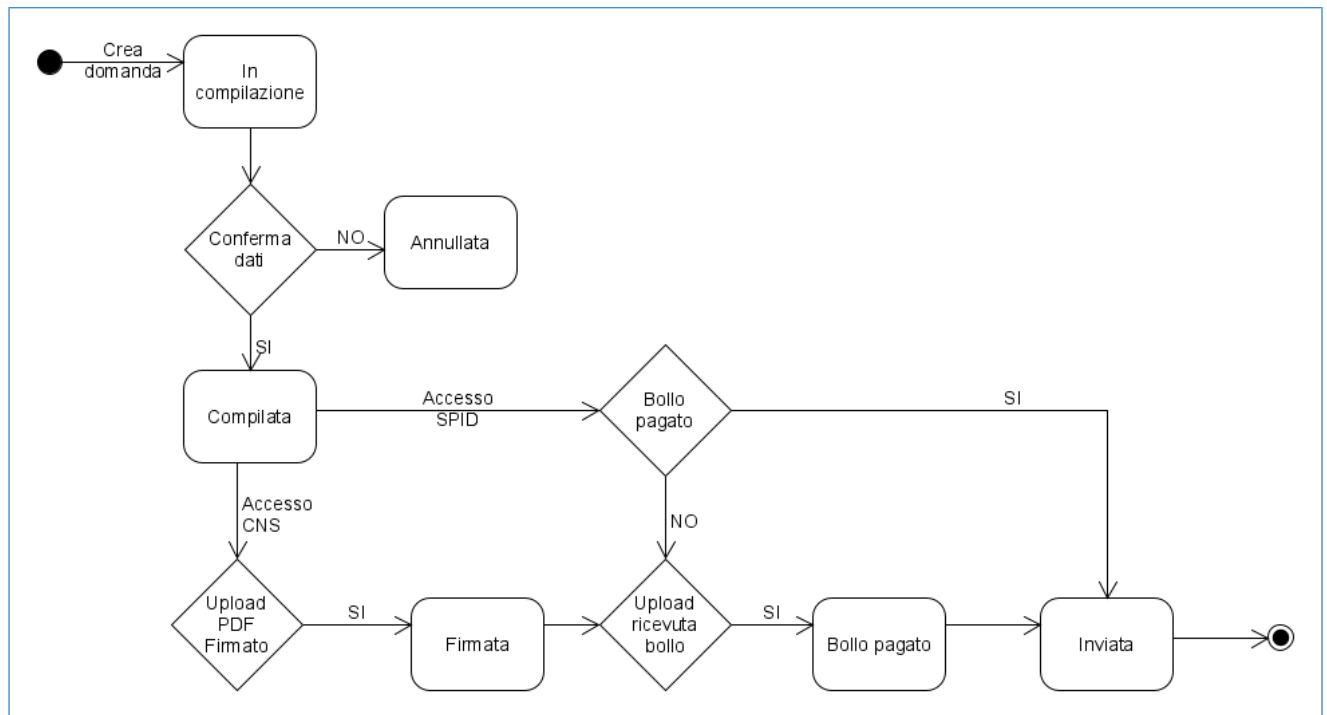 Crea
domanda
In
compilazione
Conferma
dati
NO
Annullata
SI
Compilata
Accesso
SPID
Bollo
pagato
SI
Accesso
CNS
NO
Upload
PDF
Firmato
SI
Firmata
Upload
ricevuta
bollo
SI
Bollo pagato
Inviata